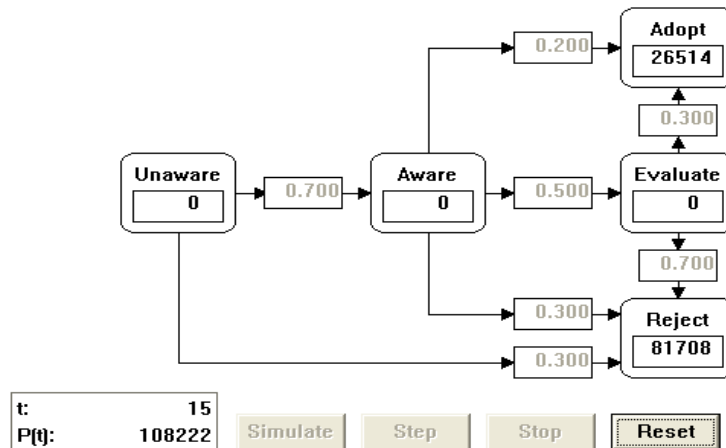 Adopt
0.200
26514
0.300
Unaware
Aware
Evaluate
0
0.700
0
0.500
0
0.700
0.300
Reject
0.300
81708
t: 15
P(t): 108222
Simulate
Step
Stop
Reset